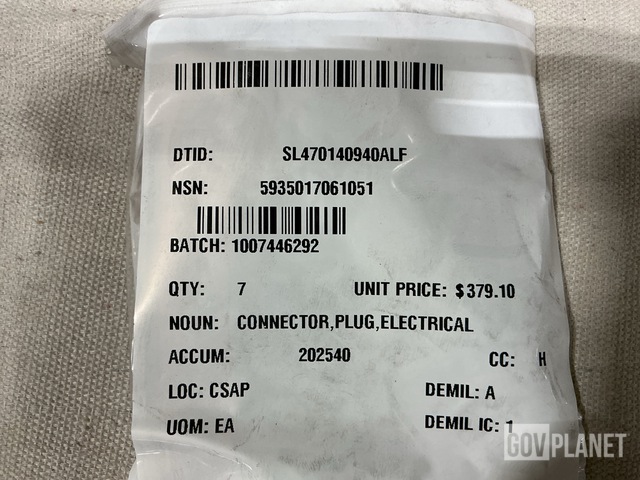 DTID: SL470140940ALF
NSN: 5935017061051
BATCH: 1007446292
QTY: 7 UNIT PRICE: $379.10
NOUN: CONNECTOR,PLUG,ELECTRICAL
ACCUM: 202540 CC: H
LOC: CSAP DEMIL: A
UOM: EA DEMIL IC: 1
GOVPLANET